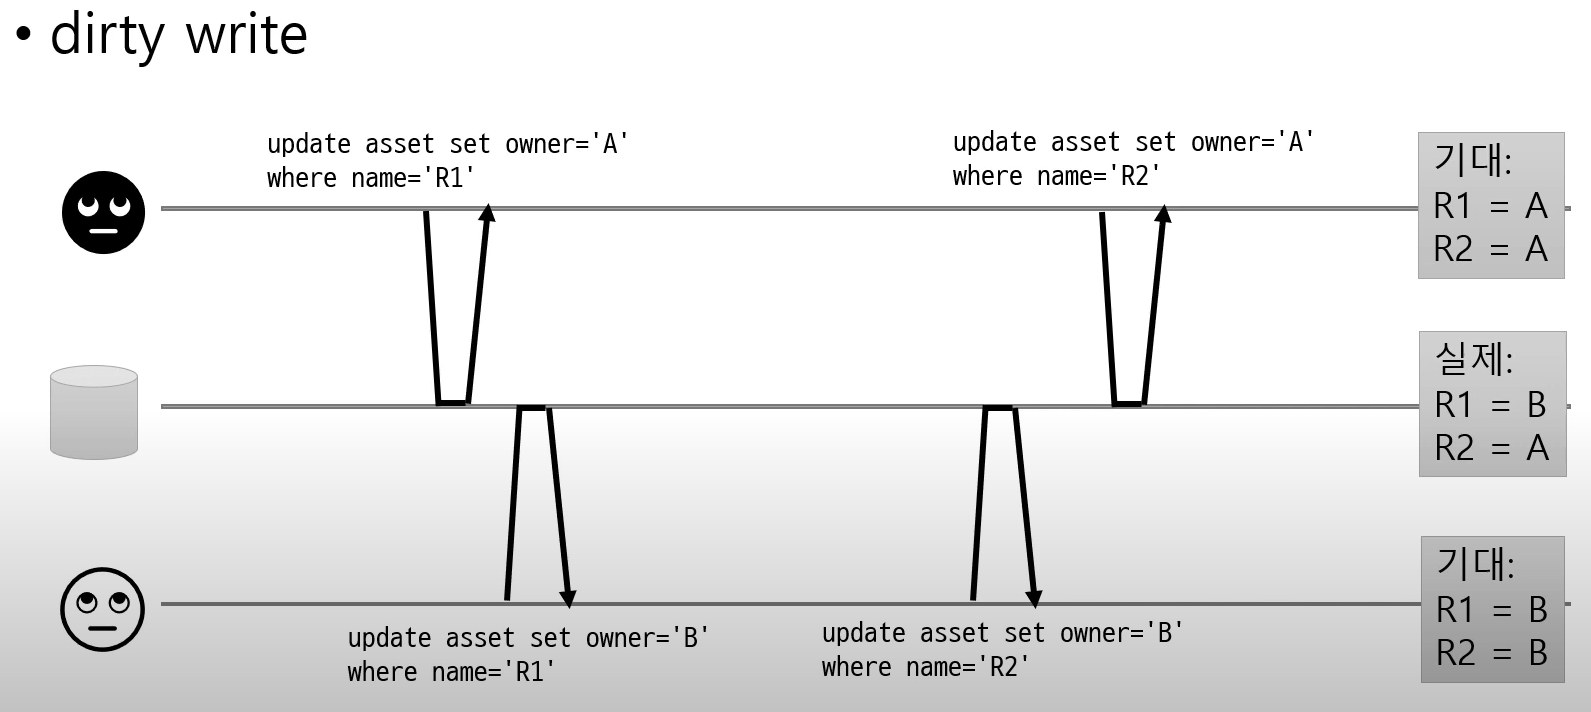 • dirty write
update asset set owner='A'
where name='R1'
update asset set owner='A'
where name='R2'
기대:
R1 = A
R2 = A
실제:
R1 = B
R2 = A
update asset set owner='B'
where name='R1'
update asset set owner='B'
where name='R2'
기대:
R1 = B
R2 = B